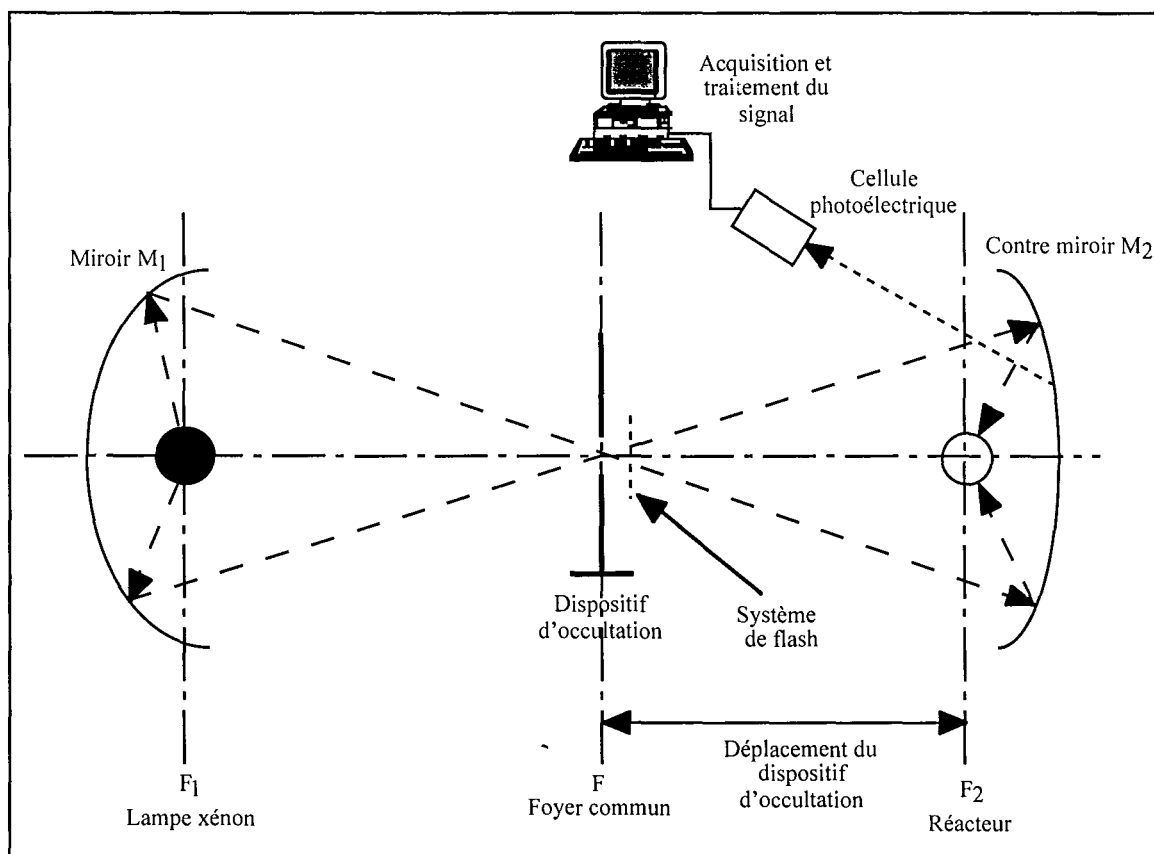 Acquisition et
traitement du
signal
Cellule
photoélectrique
Miroir M1
Contre miroir M2
Dispositif
d'occultation
Système
de flash
Déplacement du
dispositif
d'occultation
F1
Lampe xénon
F
Foyer commun
F2
Réacteur